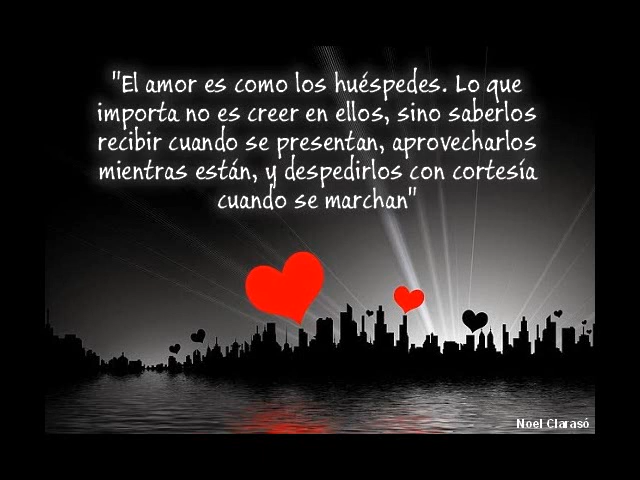 "El amor es como los huéspedes. Lo que
importa no es creer en ellos, sino saberlos
recibir cuando se presentan, aprovecharlos
mientras están, y despedirlos con cortesía
cuando se marchan"
Noel Clarasó